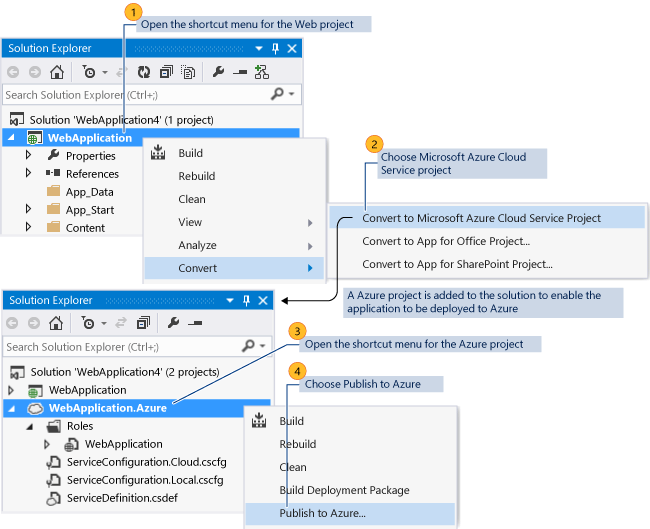 1
Open the shortcut menu for the Web project
Solution Explorer
Search Solution Explorer (Ctrl+;)
Solution 'WebApplication4' (1 project)
WebApplication
Properties
References
App_Data
App_Start
Content
Build
Rebuild
Clean
View
Analyze
Convert
2
Choose Microsoft Azure Cloud
Service project
Convert to Microsoft Azure Cloud Service Project
Convert to App for Office Project...
Convert to App for SharePoint Project...
A Azure project is added to the solution to enable the
application to be deployed to Azure
Solution Explorer
Search Solution Explorer (Ctrl+;)
Solution 'WebApplication4' (2 projects)
WebApplication
WebApplication.Azure
Roles
WebApplication
ServiceConfiguration.Cloud.cscfg
ServiceConfiguration.Local.cscfg
ServiceDefinition.csdef
3
Open the shortcut menu for the Azure project
4
Choose Publish to Azure
Build
Rebuild
Clean
Build Deployment Package
Publish to Azure...